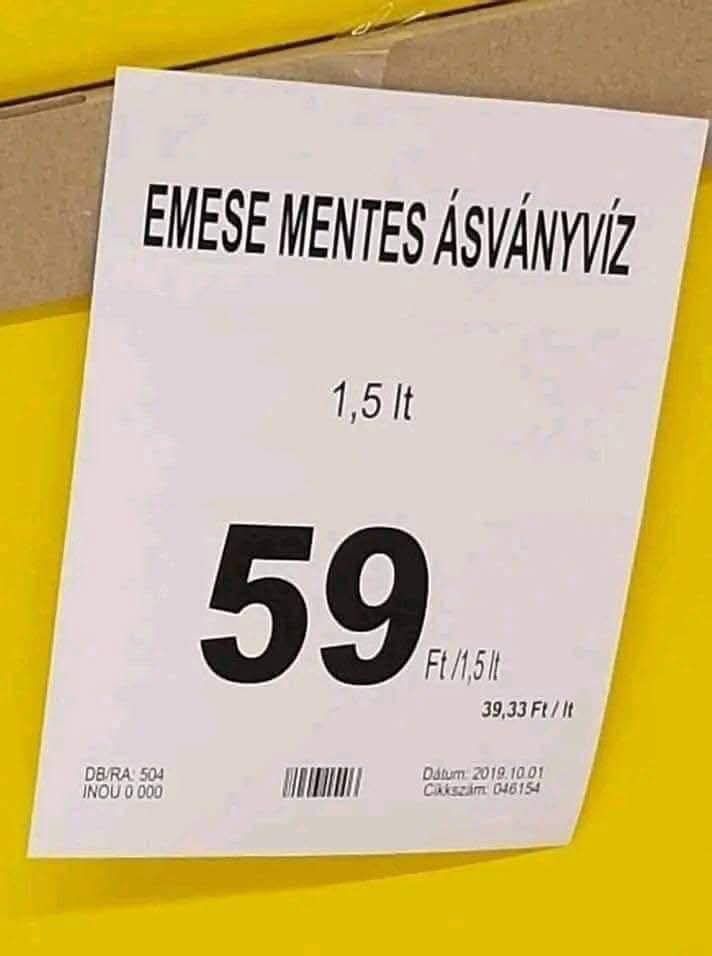 EMESE MENTES ÁSVÁNYVÍZ
1,5 lt
59 Ft /1,5 lt
39,33 Ft / lt
DB/RA: 504
INOU 0 000
Dátum: 2019.10.01
Cikkszám: 046154